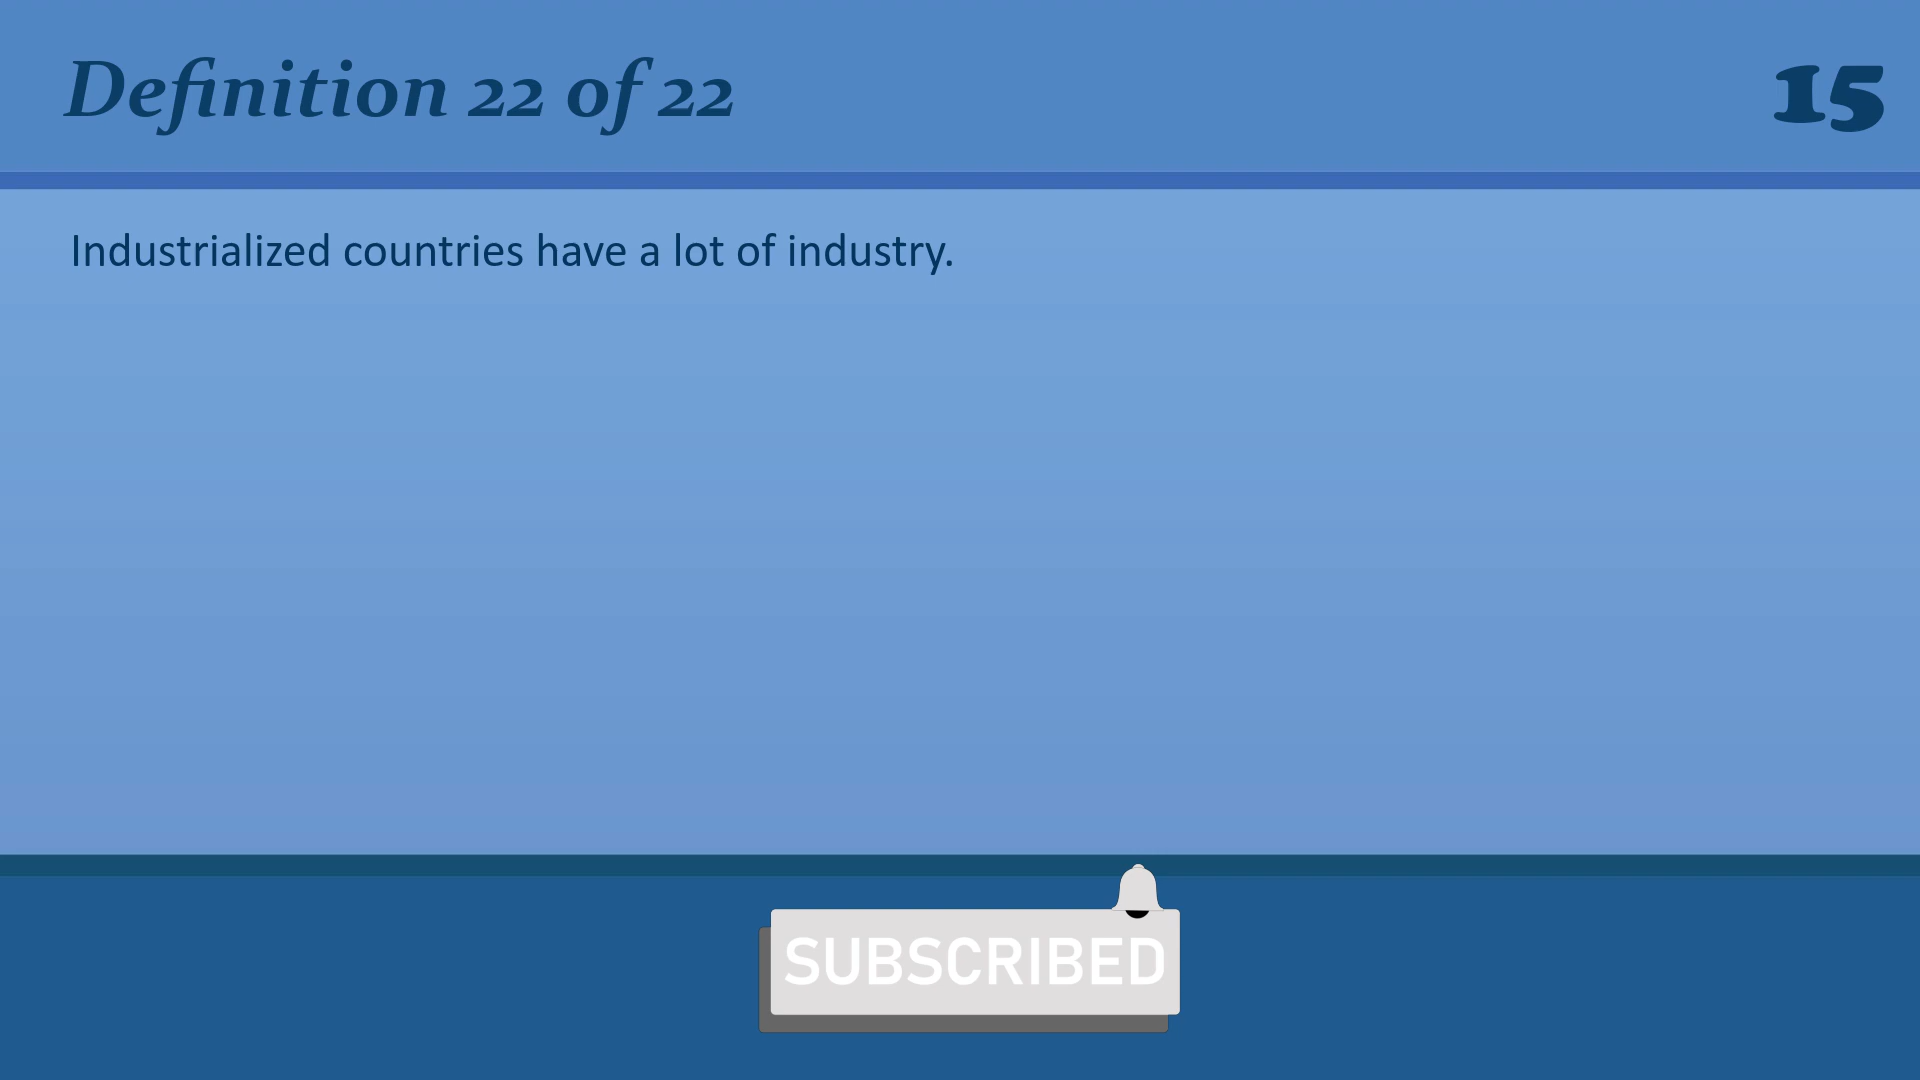 Definition 22 of 22
15
Industrialized countries have a lot of industry.
SUBSCRIBED